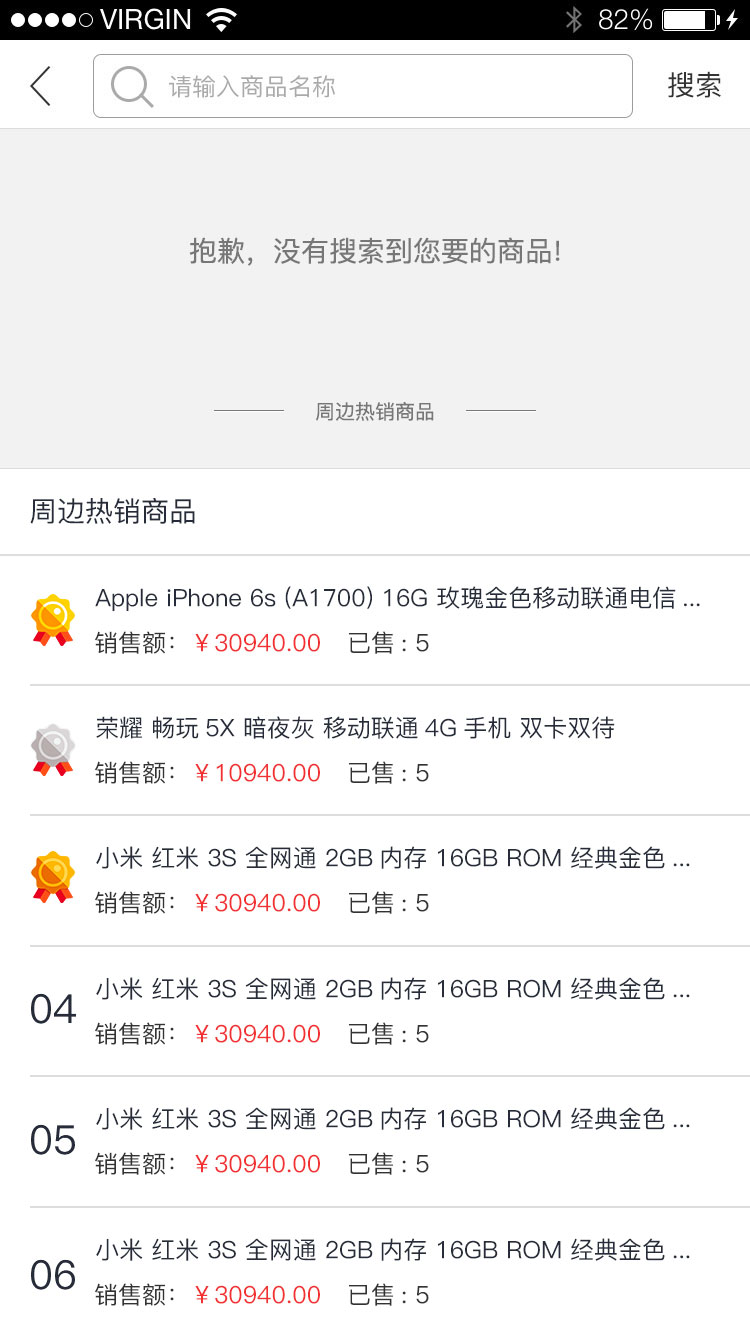 VIRGIN 82%
请输入商品名称 搜索
抱歉，没有搜索到您要的商品!
周边热销商品
周边热销商品
Apple iPhone 6s (A1700) 16G 玫瑰金色移动联通电信 ...
销售额： ¥30940.00 已售 : 5
荣耀 畅玩 5X 暗夜灰 移动联通 4G 手机 双卡双待
销售额： ¥10940.00 已售 : 5
小米 红米 3S 全网通 2GB 内存 16GB ROM 经典金色 ...
销售额： ¥30940.00 已售 : 5
04
小米 红米 3S 全网通 2GB 内存 16GB ROM 经典金色 ...
销售额： ¥30940.00 已售 : 5
05
小米 红米 3S 全网通 2GB 内存 16GB ROM 经典金色 ...
销售额： ¥30940.00 已售 : 5
06
小米 红米 3S 全网通 2GB 内存 16GB ROM 经典金色 ...
销售额： ¥30940.00 已售 : 5